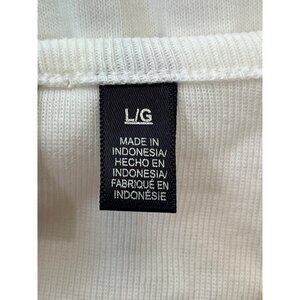 L/G
MADE IN
INDONESIA/
HECHO EN
INDONESIA/
FABRIQUÉ EN
INDONÉSIE